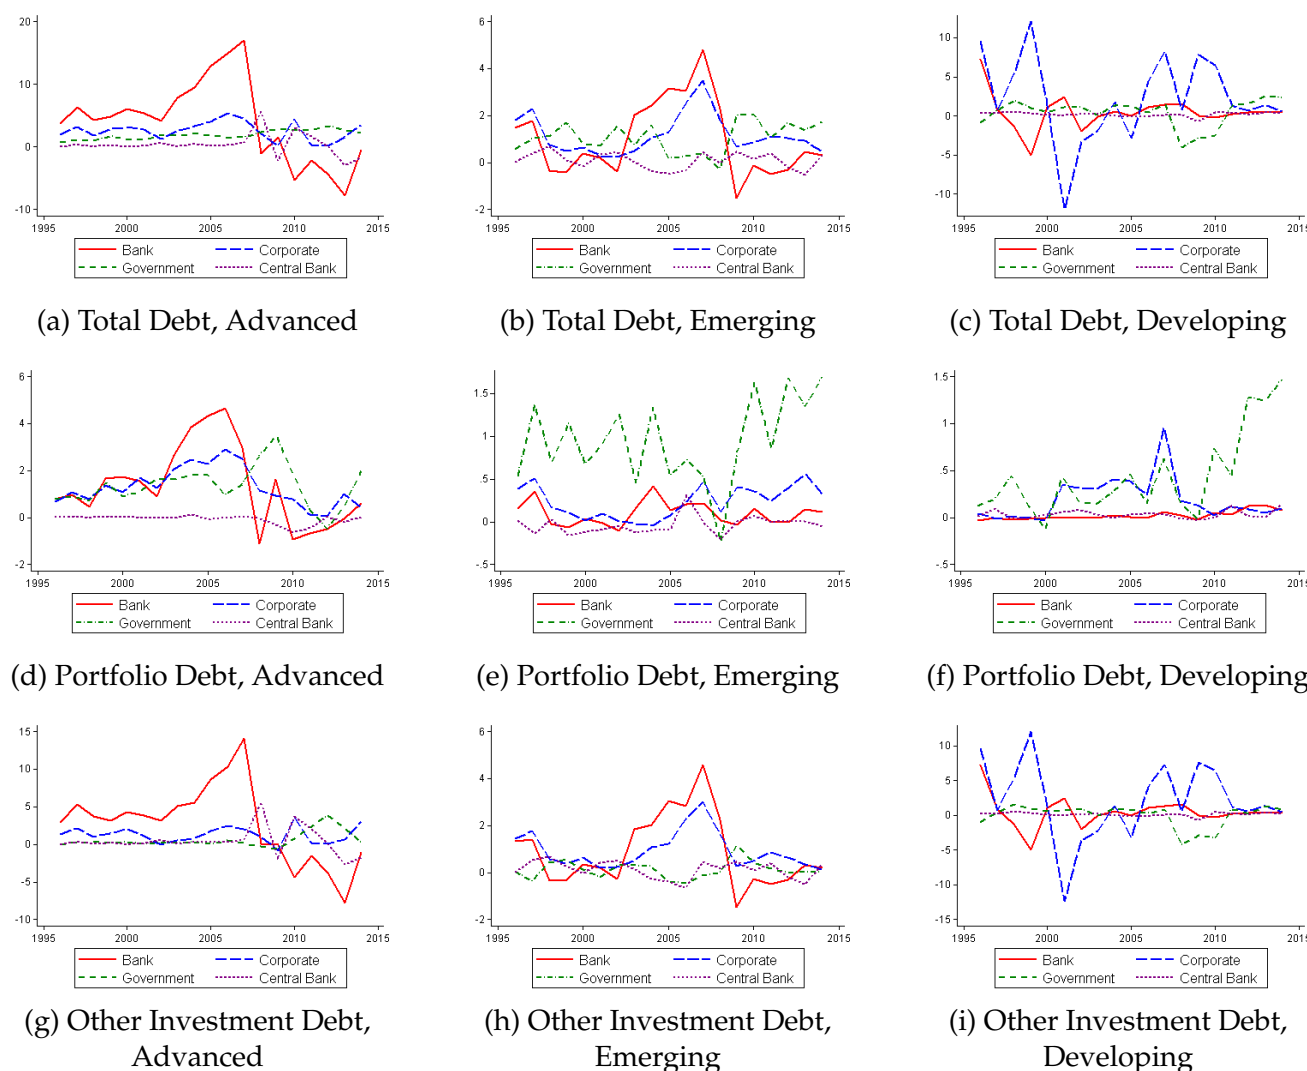 20
10
0
-10
1995 2000 2005 2010 2015
Bank Corporate
Government Central Bank
(a) Total Debt, Advanced
6
4
2
0
-2
1995 2000 2005 2010 2015
Bank Corporate
Government Central Bank
(b) Total Debt, Emerging
10
5
0
-5
-10
1995 2000 2005 2010 2015
Bank Corporate
Government Central Bank
(c) Total Debt, Developing
6
4
2
0
-2
1995 2000 2005 2010 2015
Bank Corporate
Government Central Bank
(d) Portfolio Debt, Advanced
1.5
1
.5
0
-.5
1995 2000 2005 2010 2015
Bank Corporate
Government Central Bank
(e) Portfolio Debt, Emerging
1.5
1
.5
0
-.5
1995 2000 2005 2010 2015
Bank Corporate
Government Central Bank
(f) Portfolio Debt, Developing
15
10
5
0
-5
-10
1995 2000 2005 2010 2015
Bank Corporate
Government Central Bank
(g) Other Investment Debt,
Advanced
6
4
2
0
-2
1995 2000 2005 2010 2015
Bank Corporate
Government Central Bank
(h) Other Investment Debt,
Emerging
10
5
0
-5
-10
-15
1995 2000 2005 2010 2015
Bank Corporate
Government Central Bank
(i) Other Investment Debt,
Developing